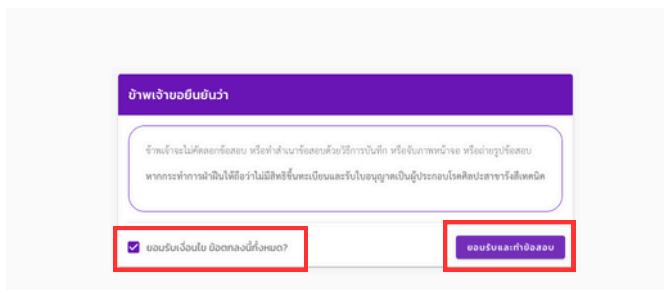 ข้าพเจ้าขอยืนยันว่า
ข้าพเจ้าจะไม่คัดลอกข้อสอบ หรือทำสำเนาข้อสอบด้วยวิธีการบันทึก หรือจับภาพหน้าจอ หรือถ่ายรูปข้อสอบ
หากกระทำการฝ่าฝืนให้ถือว่าไม่มีสิทธิขึ้นทะเบียนและรับใบอนุญาตเป็นผู้ประกอบโรคศิลปะสาขารังสีเทคนิค
ยอมรับเงื่อนไข ข้อตกลงนี้ทั้งหมด?
ยอมรับและทำข้อสอบ